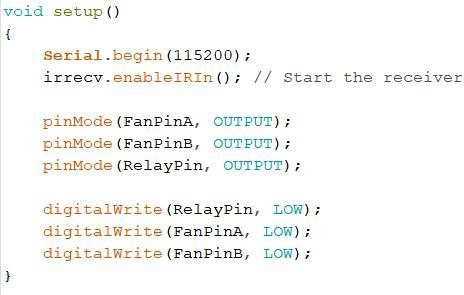 void setup()
{
    Serial.begin(115200);
    irrecv.enableIRIn(); // Start the receiver

    pinMode(FanPinA, OUTPUT);
    pinMode(FanPinB, OUTPUT);
    pinMode(RelayPin, OUTPUT);

    digitalWrite(RelayPin, LOW);
    digitalWrite(FanPinA, LOW);
    digitalWrite(FanPinB, LOW);
}